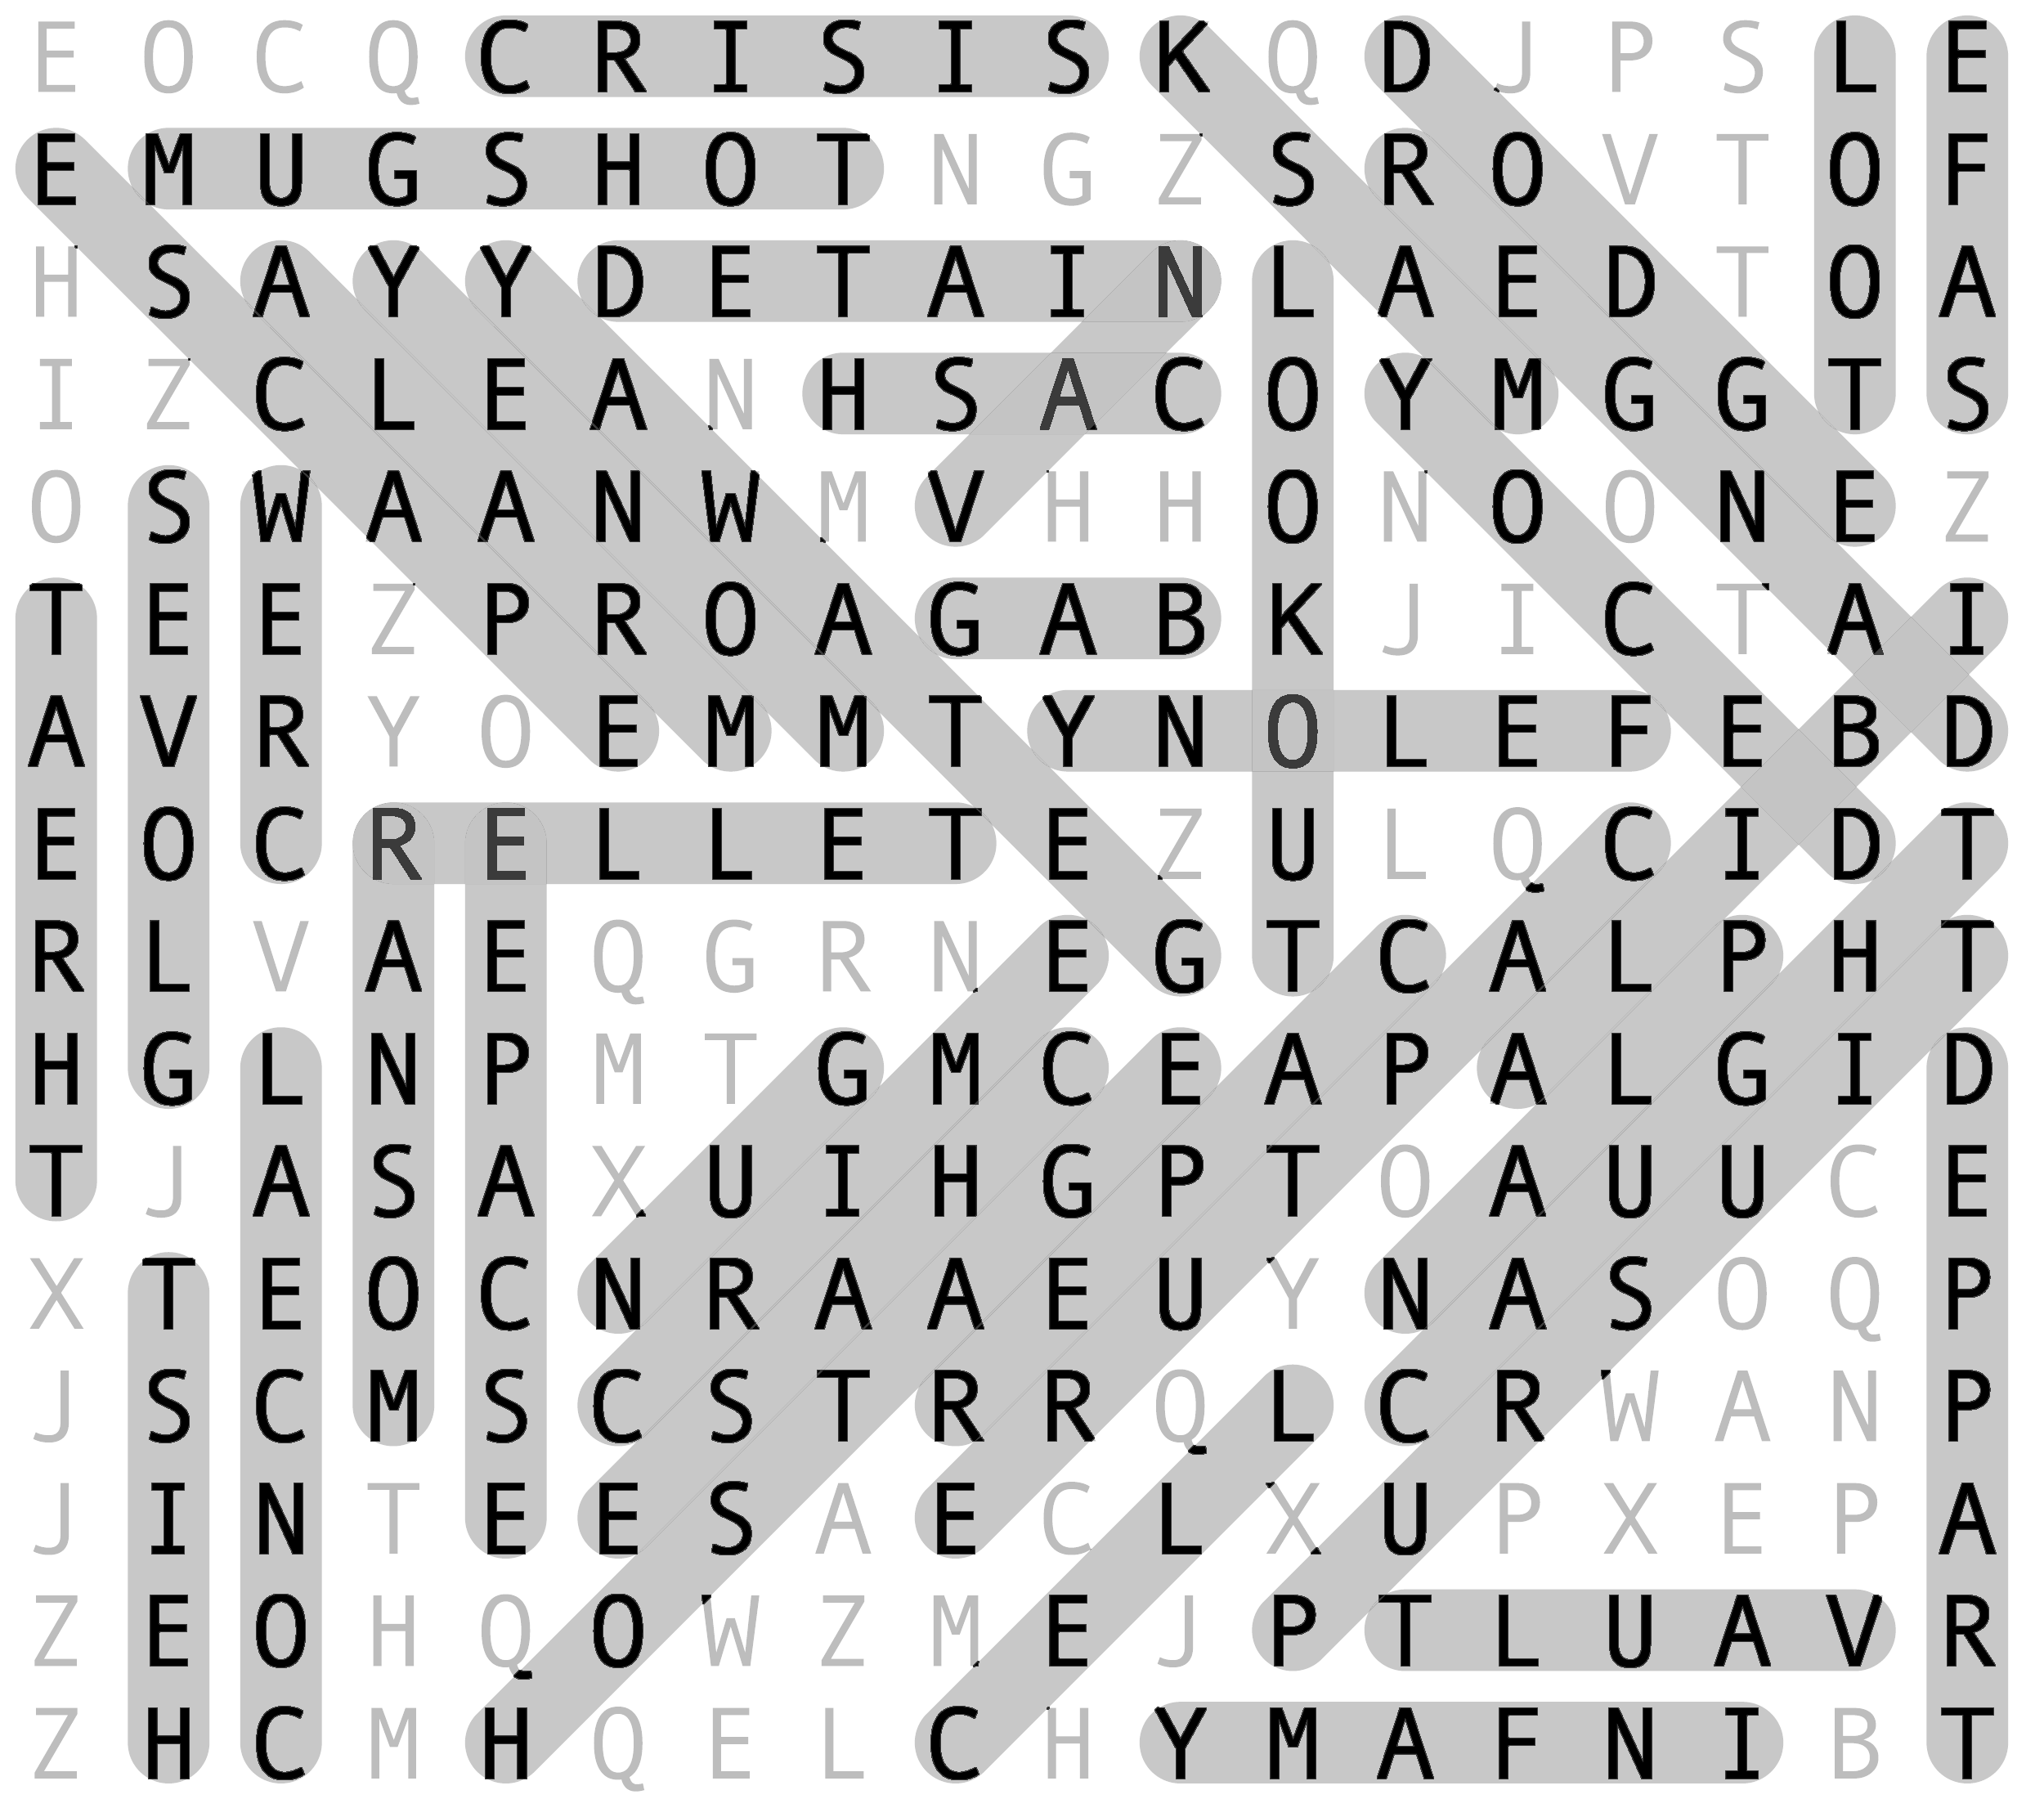 E O C Q C R I S I S K Q D J P S L E
E M U G S H O T N G Z S R O V T O F
H S A Y Y D E T A I N L A E D T O A
I Z C L E A N H S A C O Y M G G T S
O S W A A N W M V H H O N O O N E Z
T E E Z P R O A G A B K J I C T A I
A V R Y O E M M T Y N O L E F E B D
E O C R E L L E T E Z U L Q C I D T
R L V A E Q G R N E G T C A L P H T
H G L N P M T G M C E A P A L G I D
T J A S A X U I H G P T O A U U C E
X T E O C N R A A E U Y N A S O Q P
J S C M S C S T R R Q L C R W A N P
J I N T E E S A E C L X U P X E P A
Z E O H Q O W Z M E J P T L U A V R
Z H C M H Q E L C H Y M A F N I B T